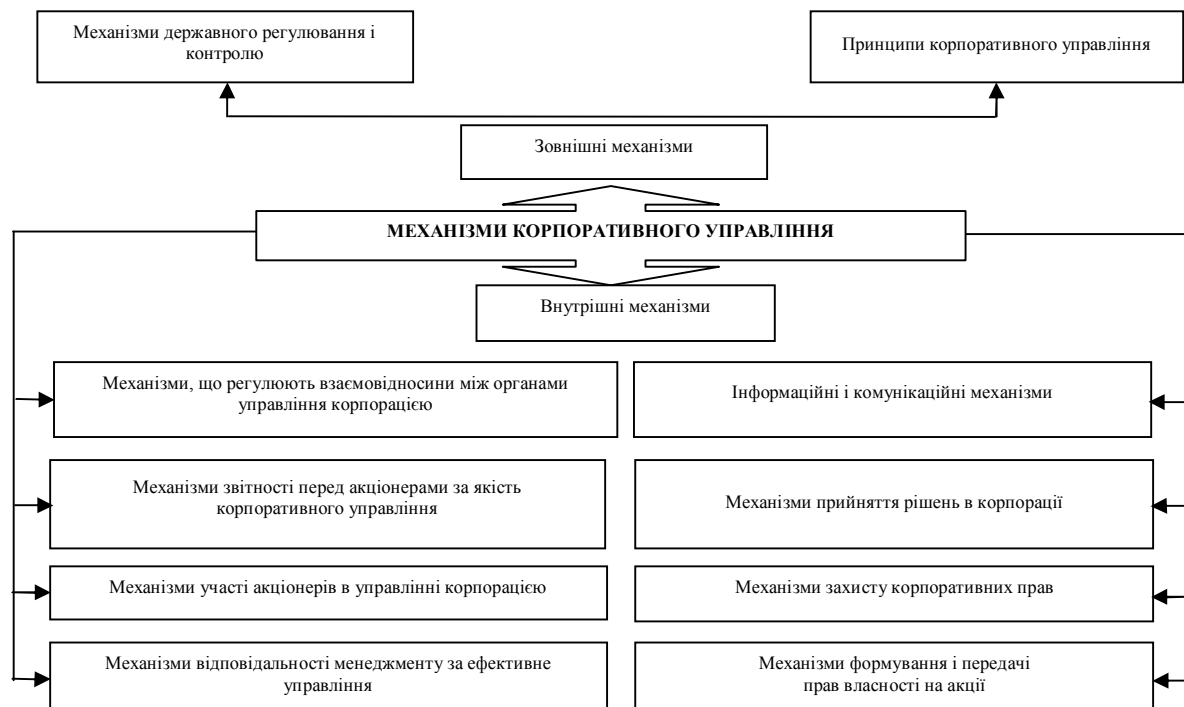 Механізми державного регулювання і
контролю
Принципи корпоративного управління
Зовнішні механізми
МЕХАНІЗМИ КОРПОРАТИВНОГО УПРАВЛІННЯ
Внутрішні механізми
Механізми, що регулюють взаємовідносини між органами
управління корпорацією
Інформаційні і комунікаційні механізми
Механізми звітності перед акціонерами за якість
корпоративного управління
Механізми прийняття рішень в корпорації
Механізми участі акціонерів в управлінні корпорацією
Механізми захисту корпоративних прав
Механізми відповідальності менеджменту за ефективне
управління
Механізми формування і передачі
прав власності на акції